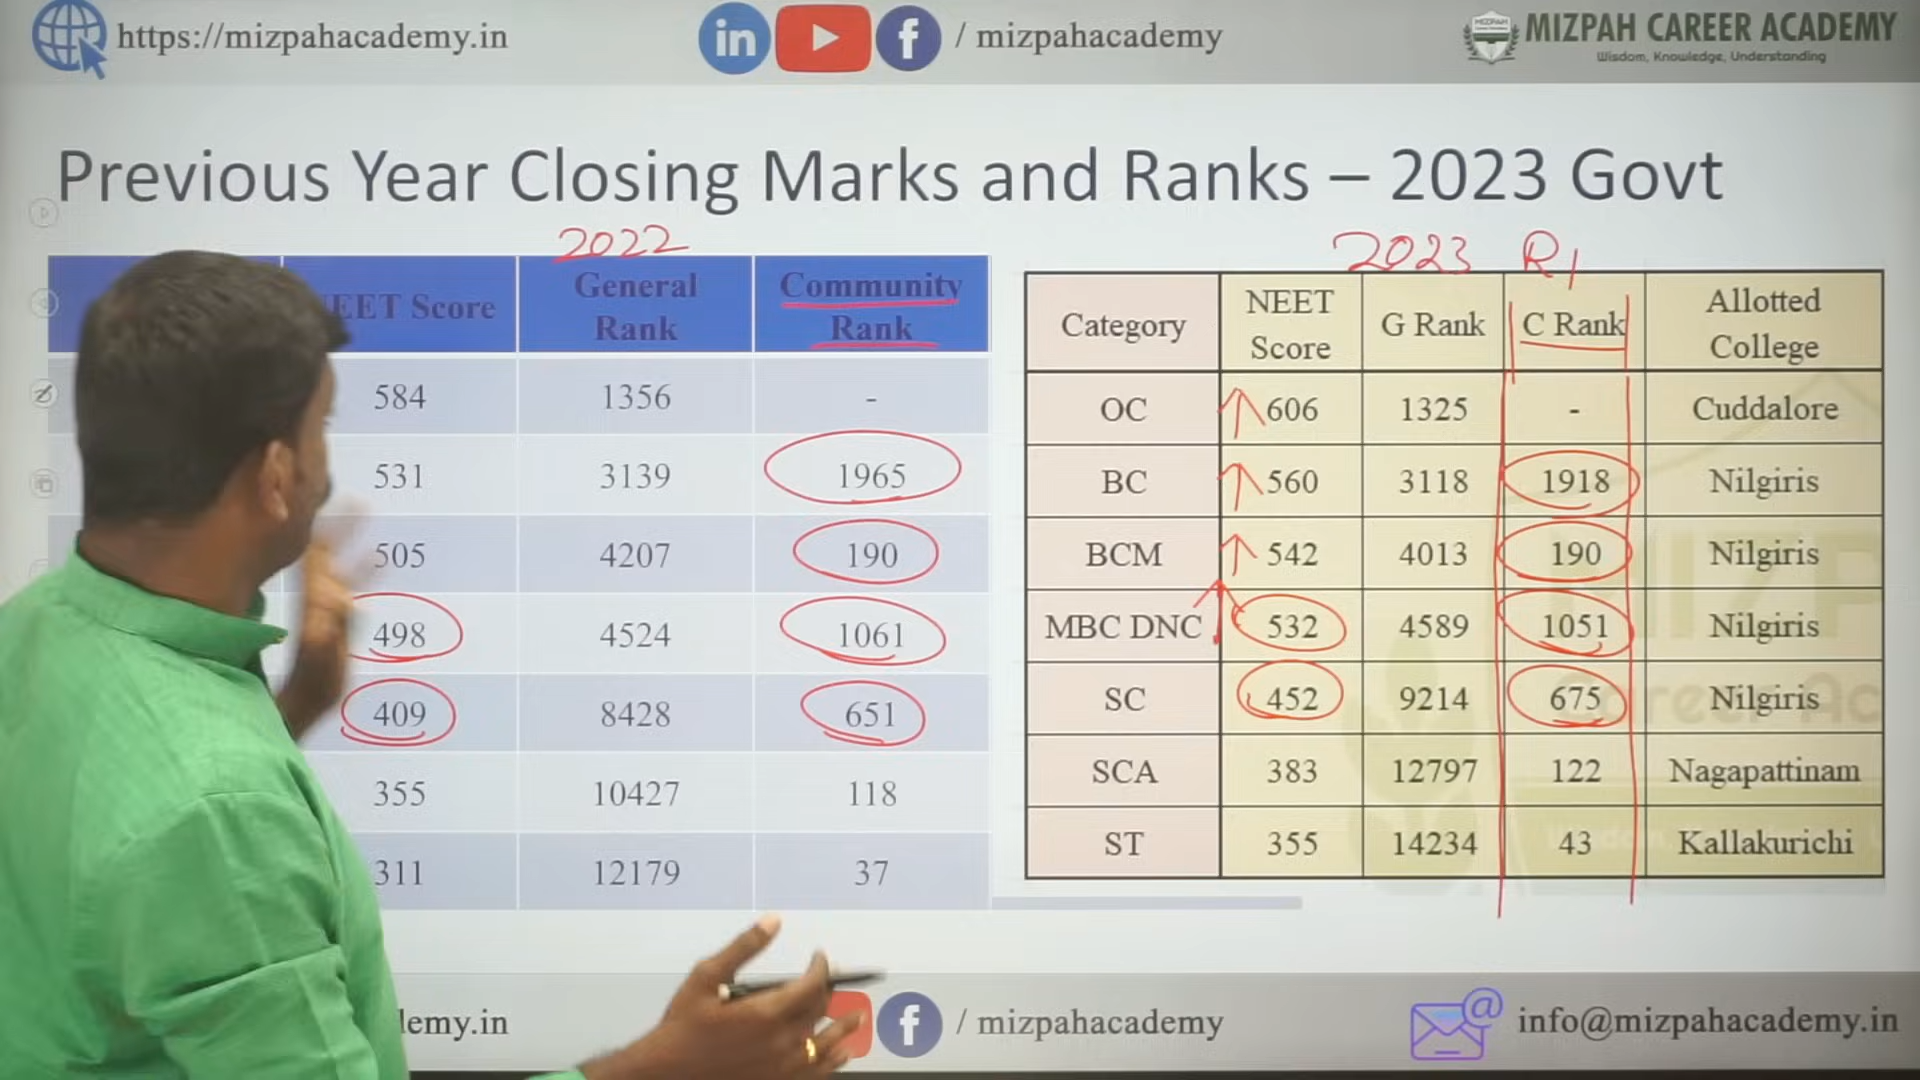 https://mizpahacademy.in
in f / mizpahacademy
MIZPAH CAREER ACADEMY
Wisdom, Knowledge, Understanding
Previous Year Closing Marks and Ranks – 2023 Govt
2022
EET Score General Rank Community Rank
584 1356 -
531 3139 1965
505 4207 190
498 4524 1061
409 8428 651
355 10427 118
311 12179 37
2023 R1
Category NEET Score G Rank C Rank Allotted College
OC 606 1325 - Cuddalore
BC 560 3118 1918 Nilgiris
BCM 542 4013 190 Nilgiris
MBC DNC 532 4589 1051 Nilgiris
SC 452 9214 675 Nilgiris
SCA 383 12797 122 Nagapattinam
ST 355 14234 43 Kallakurichi
lemy.in
f / mizpahacademy
info@mizpahacademy.in